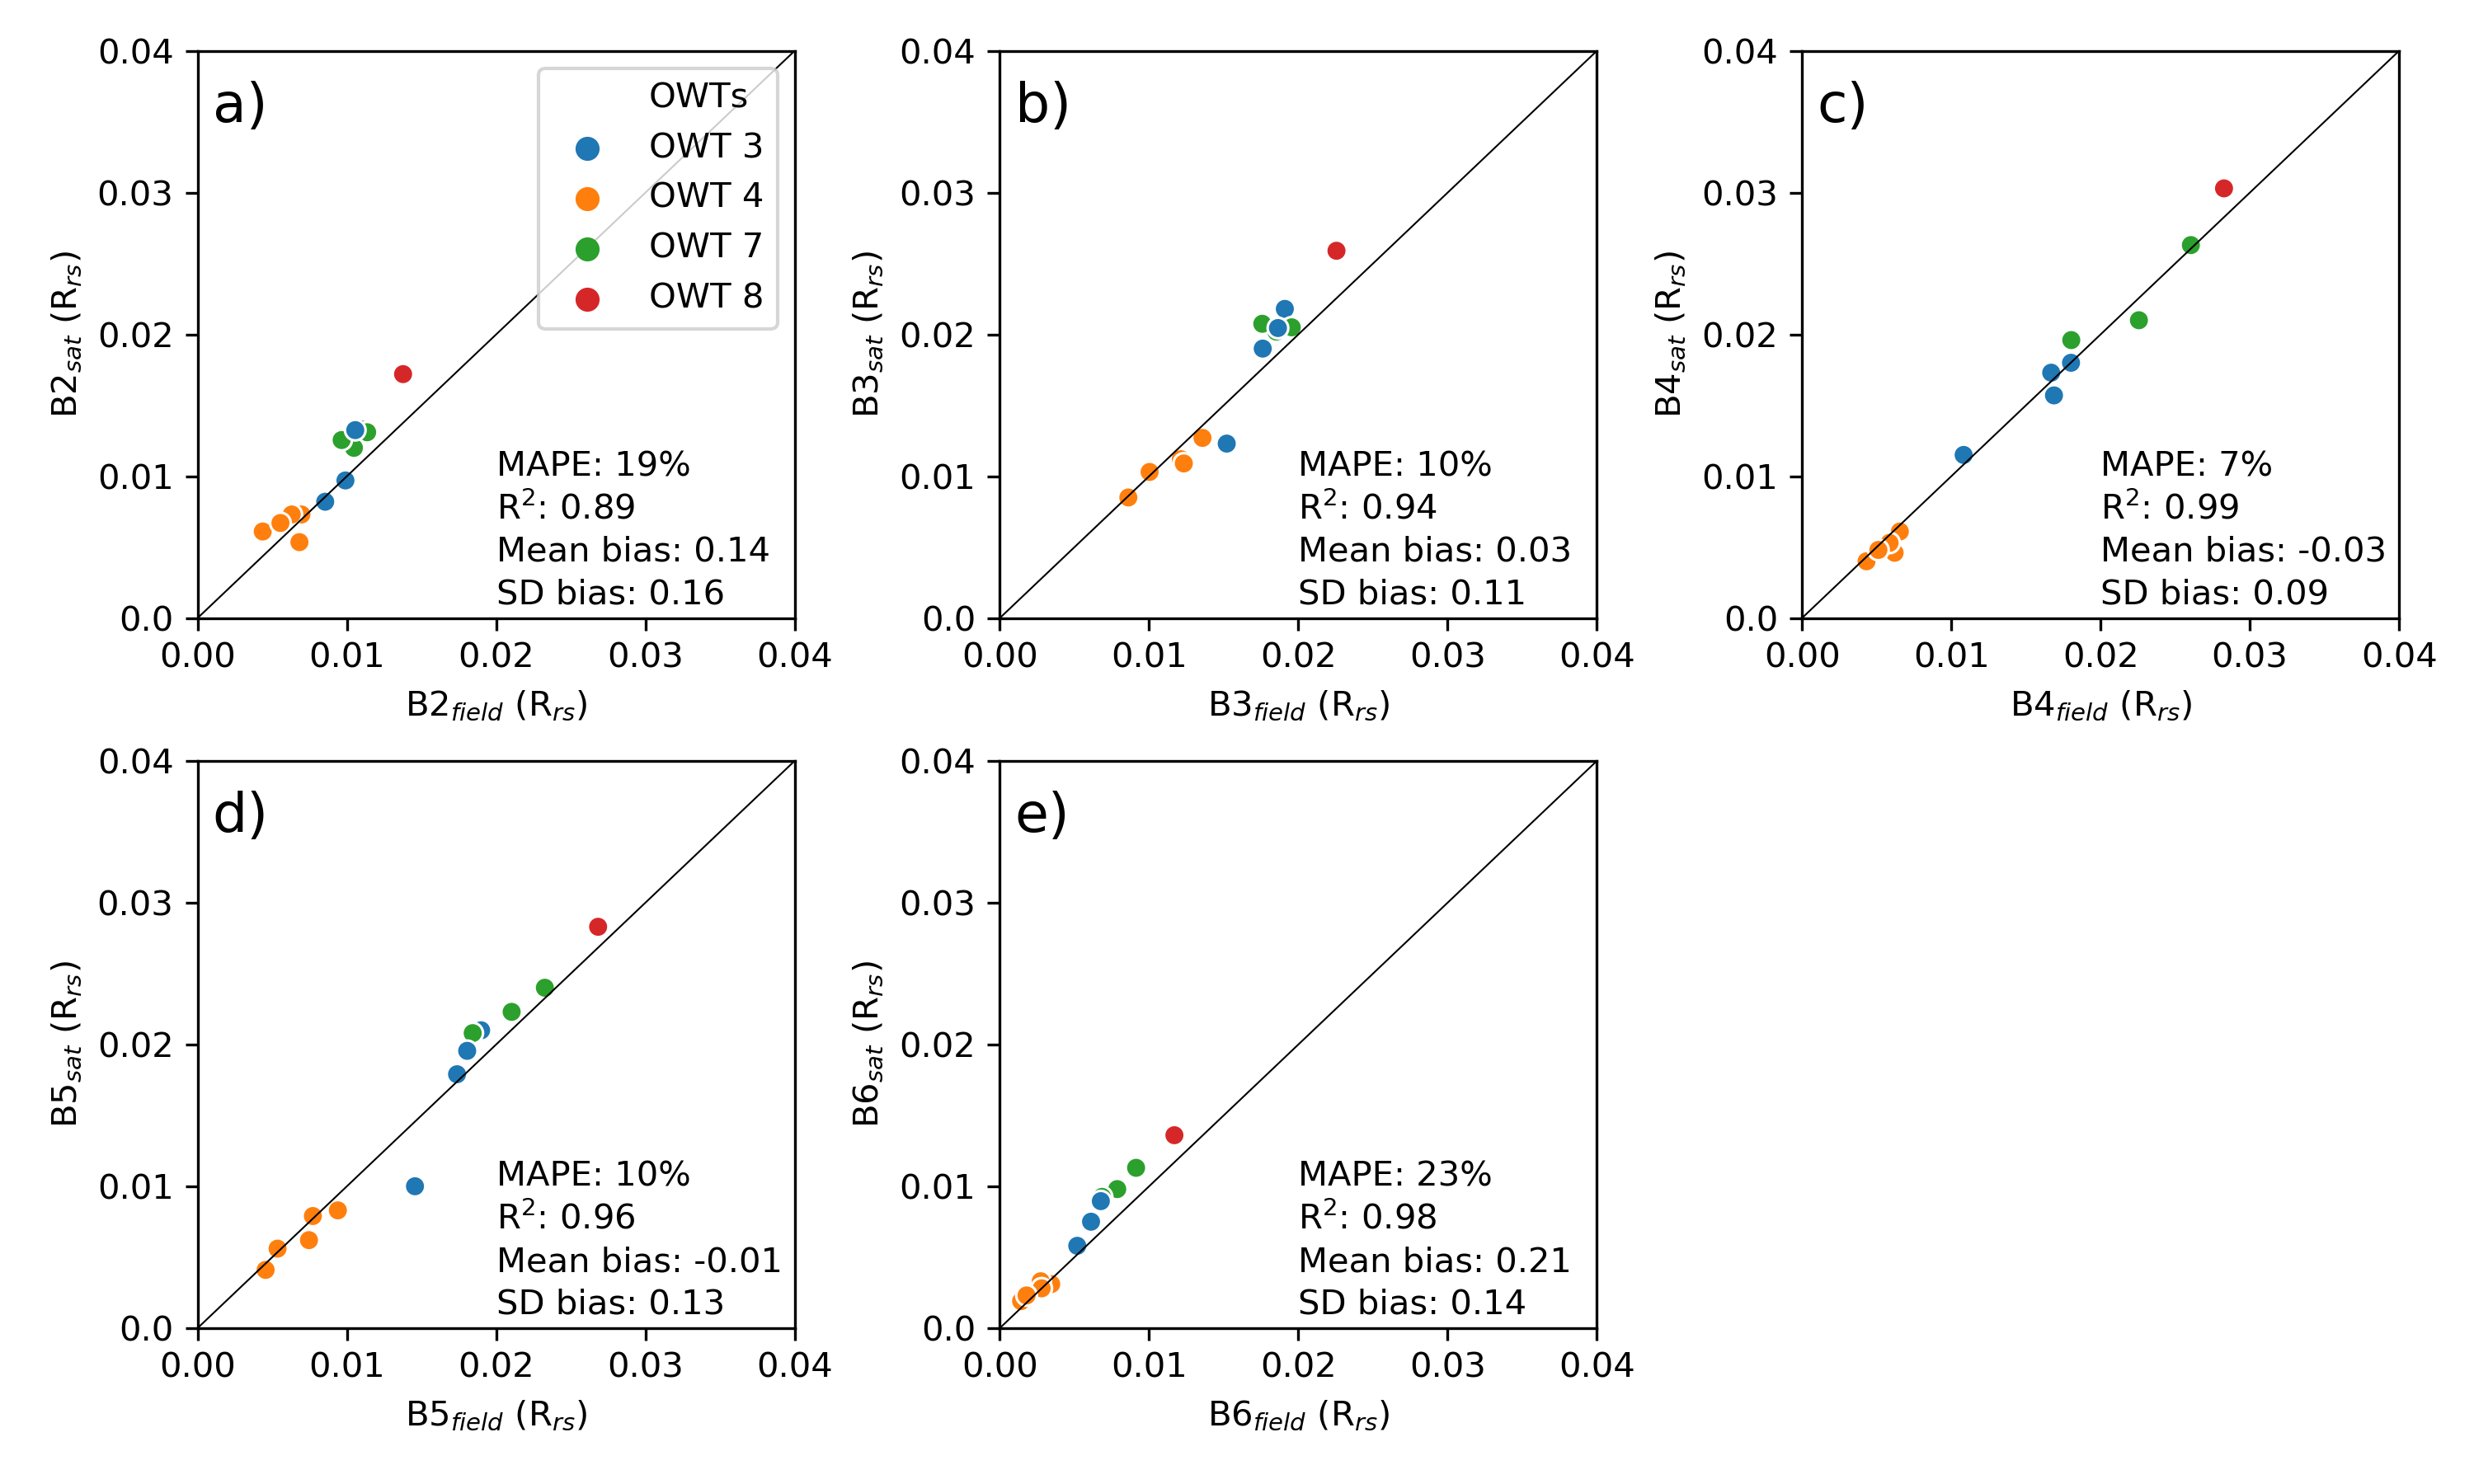 a)
0.04
0.03
0.02
0.01
0.0
0.00 0.01 0.02 0.03 0.04
B2sat (Rrs)
B2field (Rrs)
OWTs
OWT 3
OWT 4
OWT 7
OWT 8
MAPE: 19%
R²: 0.89
Mean bias: 0.14
SD bias: 0.16
b)
0.04
0.03
0.02
0.01
0.0
0.00 0.01 0.02 0.03 0.04
B3sat (Rrs)
B3field (Rrs)
MAPE: 10%
R²: 0.94
Mean bias: 0.03
SD bias: 0.11
c)
0.04
0.03
0.02
0.01
0.0
0.00 0.01 0.02 0.03 0.04
B4sat (Rrs)
B4field (Rrs)
MAPE: 7%
R²: 0.99
Mean bias: -0.03
SD bias: 0.09
d)
0.04
0.03
0.02
0.01
0.0
0.00 0.01 0.02 0.03 0.04
B5sat (Rrs)
B5field (Rrs)
MAPE: 10%
R²: 0.96
Mean bias: -0.01
SD bias: 0.13
e)
0.04
0.03
0.02
0.01
0.0
0.00 0.01 0.02 0.03 0.04
B6sat (Rrs)
B6field (Rrs)
MAPE: 23%
R²: 0.98
Mean bias: 0.21
SD bias: 0.14